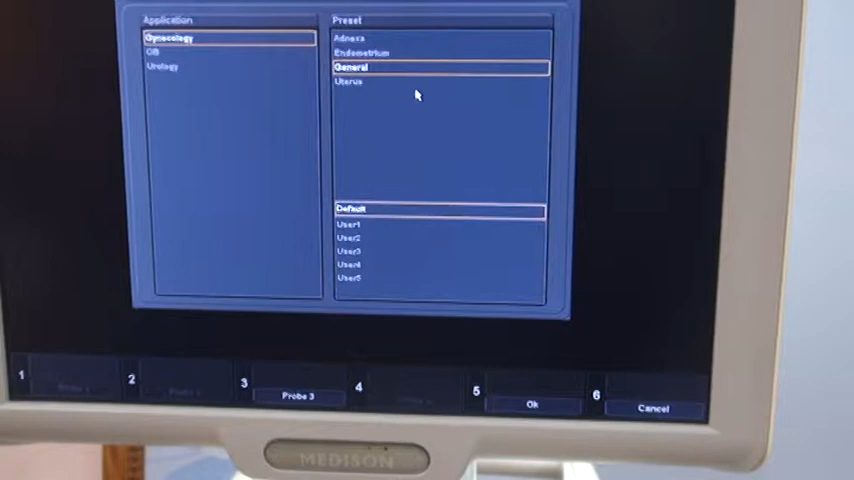 Application
Preset
Gynecology
OB
Urology
Adnexa
Endometrium
General
Uterus
Default
User1
User2
User3
User4
User5
1
2
3
Probe 3
4
5
Ok
6
Cancel
MEDISON